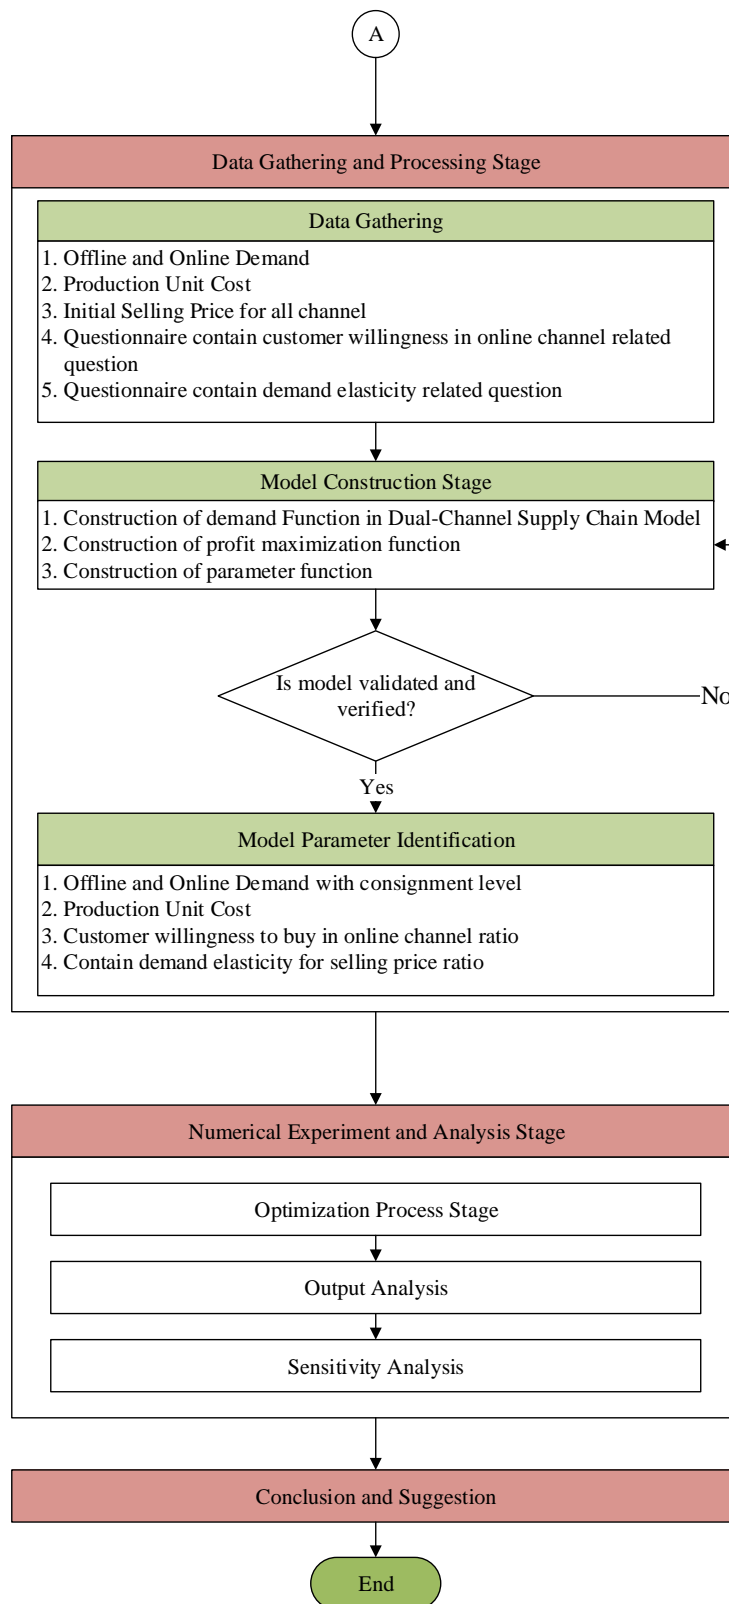 A
Data Gathering and Processing Stage
Data Gathering
1. Offline and Online Demand
2. Production Unit Cost
3. Initial Selling Price for all channel
4. Questionnaire contain customer willingness in online channel related
question
5. Questionnaire contain demand elasticity related question
Model Construction Stage
1. Construction of demand Function in Dual-Channel Supply Chain Model
2. Construction of profit maximization function
3. Construction of parameter function
Is model validated and
verified?
No
Yes
Model Parameter Identification
1. Offline and Online Demand with consignment level
2. Production Unit Cost
3. Customer willingness to buy in online channel ratio
4. Contain demand elasticity for selling price ratio
Numerical Experiment and Analysis Stage
Optimization Process Stage
Output Analysis
Sensitivity Analysis
Conclusion and Suggestion
End